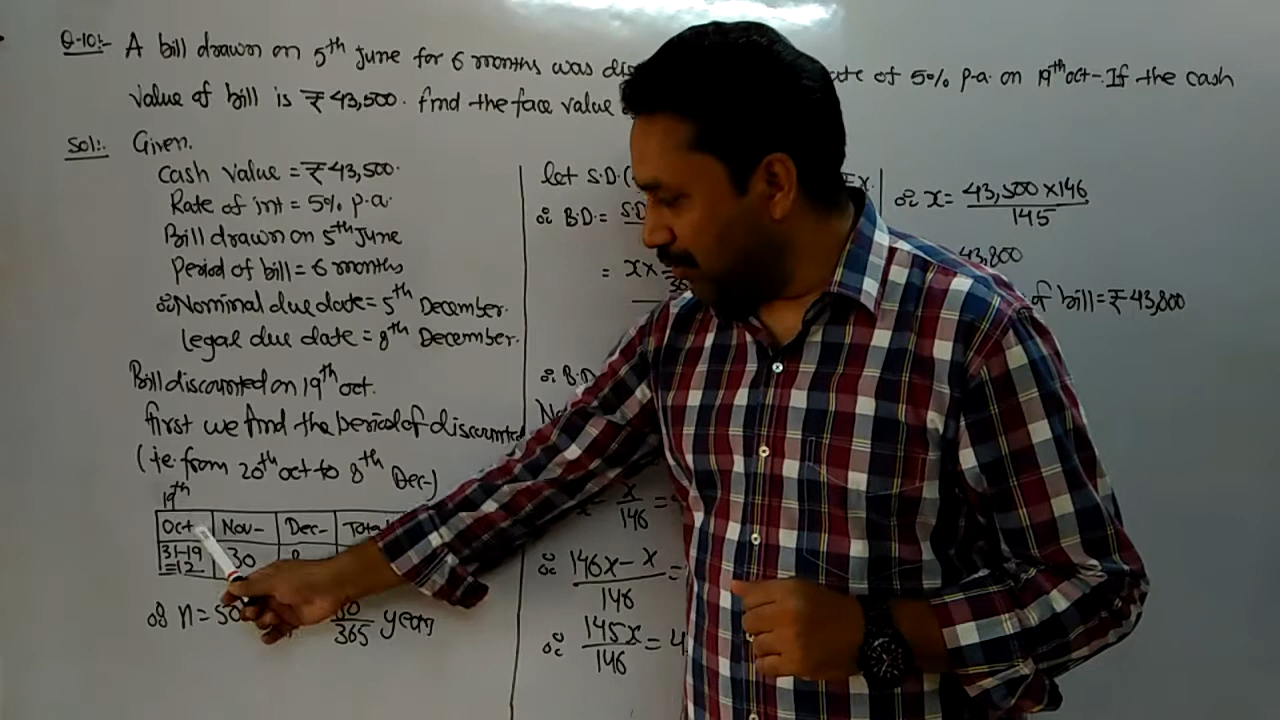 Q-10:- A bill drawn on 5th June for 6 months was ate of 5% p.a. on 19th oct-. If the cash
value of bill is ₹ 43,500. find the face value
Sol:- Given.
Cash value = ₹ 43,500.
Rate of int = 5% p.a.
Bill drawn on 5th June
Period of bill = 6 months
∴ Nominal due date = 5th December.
legal due date = 8th December.
Bill discounted on 19th oct.
first we find the period of discounted
(ie. from 20th oct to 8th Dec-)
19th
Oct Nov- Dec- Total
31-19 30 8
=12
∴ n = 50 50/365 years
let S.D. (
∴ B.D. = S.D.
= x ×
∴ B.D.
x/146 =
∴ 146x - x / 146 =
∴ 145x / 146 = 4
∴ x = 43,500 × 146 / 145
43,800
of bill = ₹ 43,800